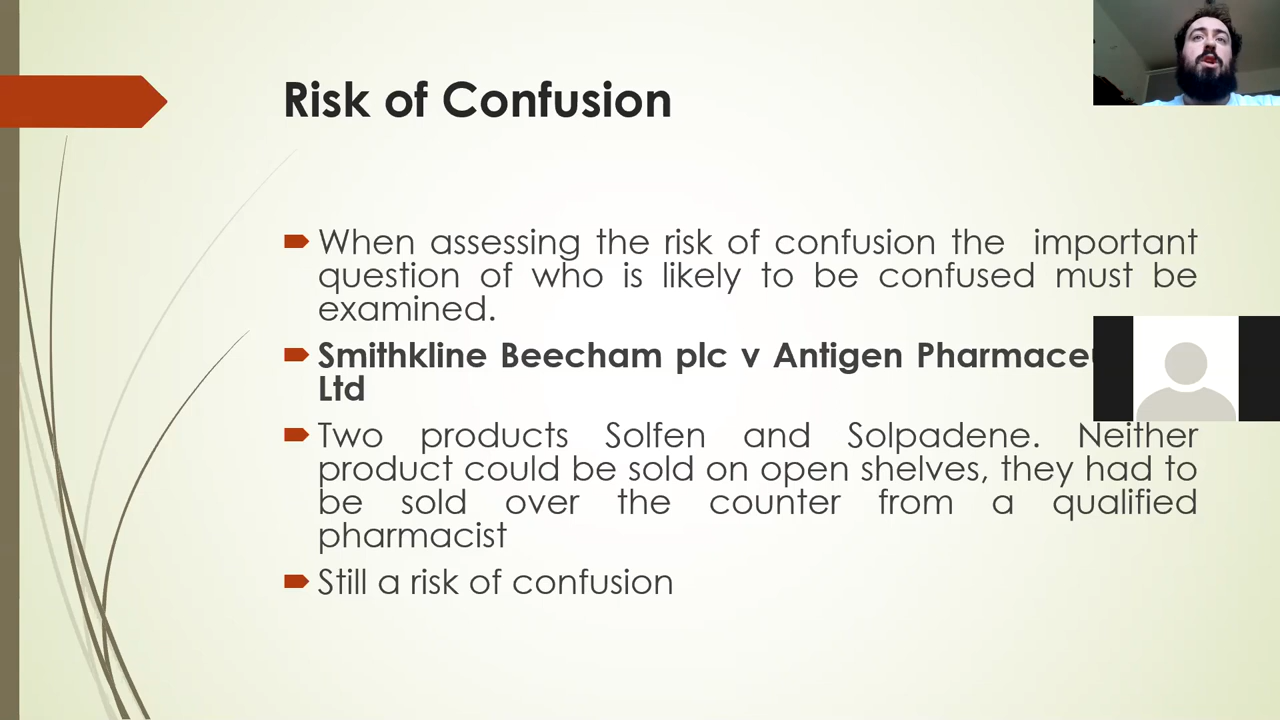 Risk of Confusion
When assessing the risk of confusion the important
question of who is likely to be confused must be
examined.
Smithkline Beecham plc v Antigen
Ltd
Two products Solfen and Solpadene. Neither
product could be sold on open shelves, they had to
be sold over the counter from a qualified
pharmacist
Still a risk of confusion